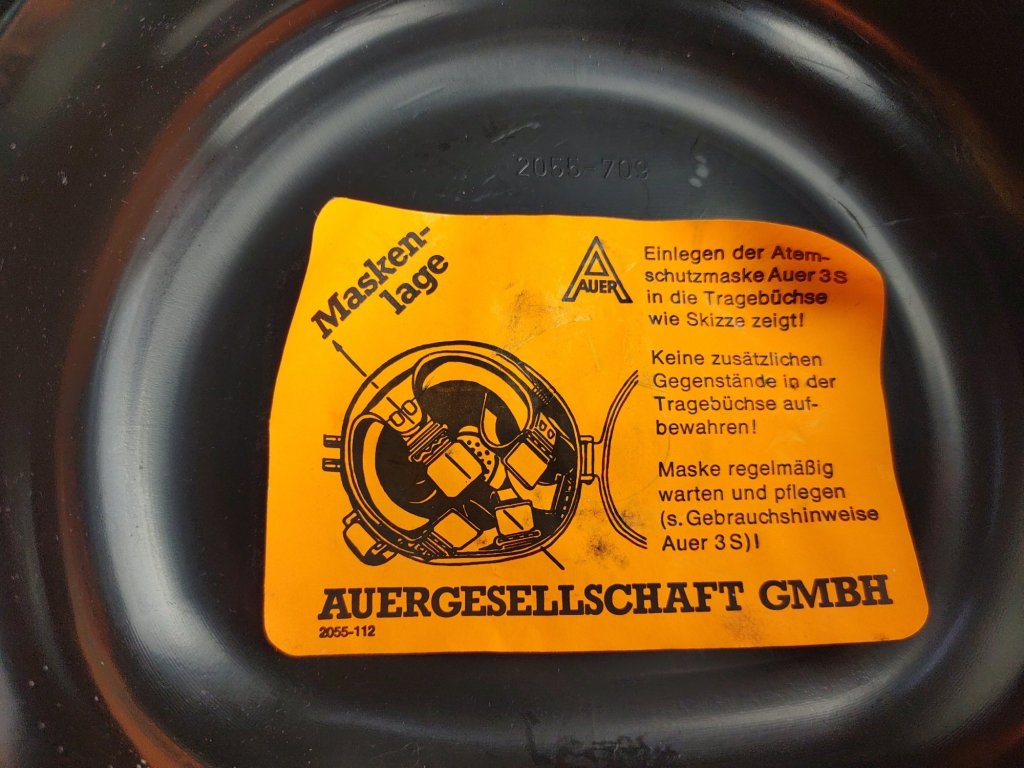 2055-709
Masken-
lage
AUER
Einlegen der Atem-
schutzmaske Auer 3S
in die Tragebüchse
wie Skizze zeigt!
Keine zusätzlichen
Gegenstände in der
Tragebüchse auf-
bewahren!
Maske regelmäßig
warten und pflegen
(s. Gebrauchshinweise
Auer 3S)!
AUERGESELLSCHAFT GMBH
2055-112